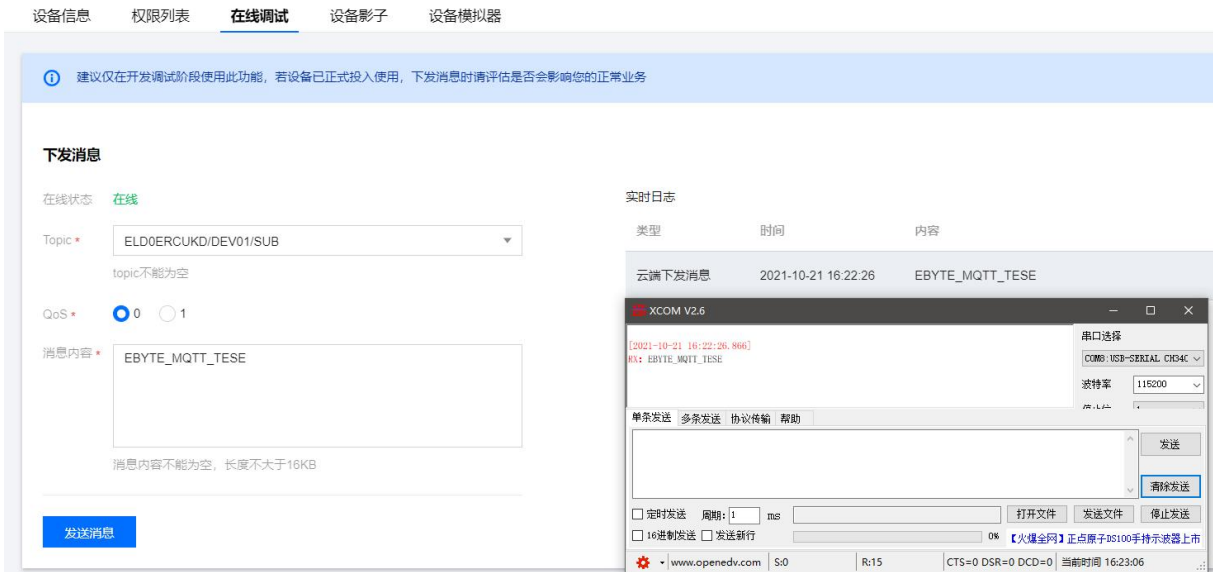 设备信息 权限列表 在线调试 设备影子 设备模拟器
建议仅在开发调试阶段使用此功能，若设备已正式投入使用，下发消息时请评估是否会影响您的正常业务
下发消息
在线状态 在线
Topic * ELD0ERCUKD/DEV01/SUB
topic不能为空
QoS * 0 1
消息内容 * EBYTE_MQTT_TESE
消息内容不能为空，长度不大于16KB
发送消息
实时日志
类型 时间 内容
云端下发消息 2021-10-21 16:22:26 EBYTE_MQTT_TESE
XCOM V2.6
[2021-10-21 16:22:26.866]
RX: EBYTE_MQTT_TESE
串口选择
COM8:USB-SERIAL CH34
波特率 115200
单条发送 多条发送 协议传输 帮助
发送
清除发送
定时发送 周期: 1 ms 打开文件 发送文件 停止发送
16进制发送 发送新行 0% 【火爆全网】正点原子DS100手持示波器上市
www.openedv.com S:0 R:15 CTS=0 DSR=0 DCD=0 当前时间 16:23:06